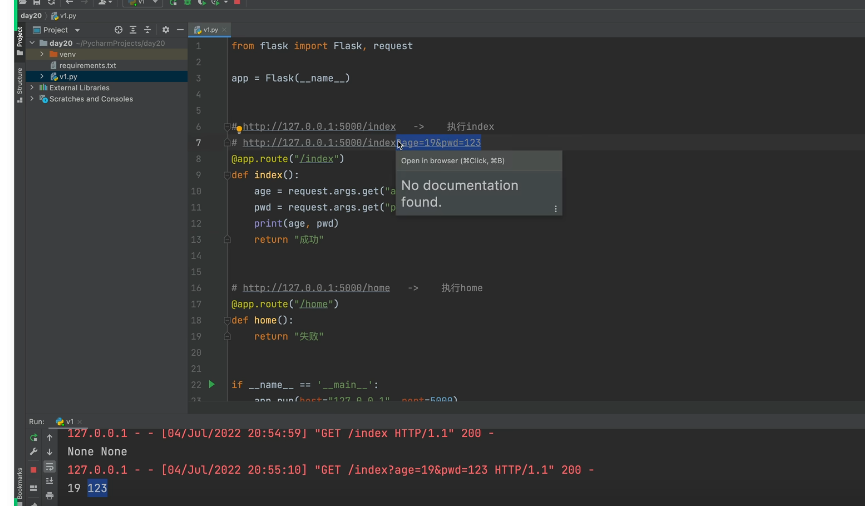 v1
day20 v1.py
Project
Project
v1.py
day20 ~/PycharmProjects/day20
venv
requirements.txt
v1.py
External Libraries
Scratches and Consoles
Structure
Bookmarks
1 from flask import Flask, request
2
3 app = Flask(__name__)
4
5
6 # http://127.0.0.1:5000/index -> 执行index
7 # http://127.0.0.1:5000/index?age=19&pwd=123
8 @app.route("/index")
9 def index():
10 age = request.args.get("a
11 pwd = request.args.get("p
12 print(age, pwd)
13 return "成功"
14
15
16 # http://127.0.0.1:5000/home -> 执行home
17 @app.route("/home")
18 def home():
19 return "失败"
20
21
22 if __name__ == '__main__':
23 app.run(host="127.0.0.1", port=5000)
Open in browser (⌘Click, ⌘B)
No documentation
found.
Run: v1
127.0.0.1 - - [04/Jul/2022 20:54:59] "GET /index HTTP/1.1" 200 -
None None
127.0.0.1 - - [04/Jul/2022 20:55:10] "GET /index?age=19&pwd=123 HTTP/1.1" 200 -
19 123